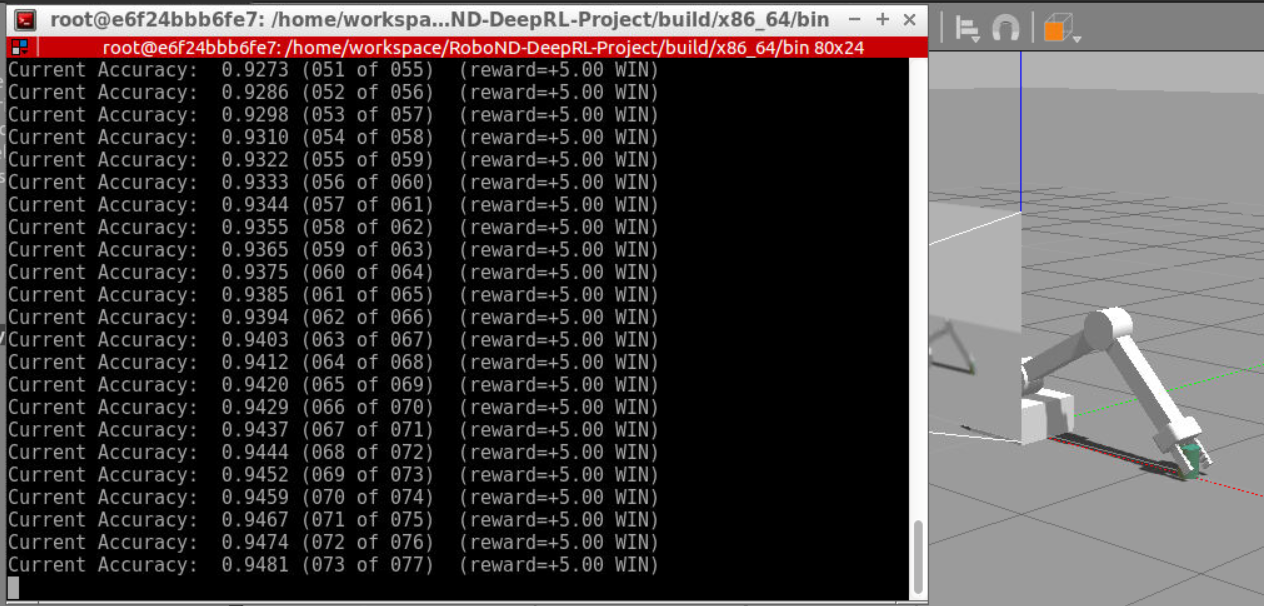 root@e6f24bbb6fe7: /home/workspa...ND-DeepRL-Project/build/x86_64/bin
root@e6f24bbb6fe7: /home/workspace/RoboND-DeepRL-Project/build/x86_64/bin 80x24
Current Accuracy:  0.9273 (051 of 055)  (reward=+5.00 WIN)
Current Accuracy:  0.9286 (052 of 056)  (reward=+5.00 WIN)
Current Accuracy:  0.9298 (053 of 057)  (reward=+5.00 WIN)
Current Accuracy:  0.9310 (054 of 058)  (reward=+5.00 WIN)
Current Accuracy:  0.9322 (055 of 059)  (reward=+5.00 WIN)
Current Accuracy:  0.9333 (056 of 060)  (reward=+5.00 WIN)
Current Accuracy:  0.9344 (057 of 061)  (reward=+5.00 WIN)
Current Accuracy:  0.9355 (058 of 062)  (reward=+5.00 WIN)
Current Accuracy:  0.9365 (059 of 063)  (reward=+5.00 WIN)
Current Accuracy:  0.9375 (060 of 064)  (reward=+5.00 WIN)
Current Accuracy:  0.9385 (061 of 065)  (reward=+5.00 WIN)
Current Accuracy:  0.9394 (062 of 066)  (reward=+5.00 WIN)
Current Accuracy:  0.9403 (063 of 067)  (reward=+5.00 WIN)
Current Accuracy:  0.9412 (064 of 068)  (reward=+5.00 WIN)
Current Accuracy:  0.9420 (065 of 069)  (reward=+5.00 WIN)
Current Accuracy:  0.9429 (066 of 070)  (reward=+5.00 WIN)
Current Accuracy:  0.9437 (067 of 071)  (reward=+5.00 WIN)
Current Accuracy:  0.9444 (068 of 072)  (reward=+5.00 WIN)
Current Accuracy:  0.9452 (069 of 073)  (reward=+5.00 WIN)
Current Accuracy:  0.9459 (070 of 074)  (reward=+5.00 WIN)
Current Accuracy:  0.9467 (071 of 075)  (reward=+5.00 WIN)
Current Accuracy:  0.9474 (072 of 076)  (reward=+5.00 WIN)
Current Accuracy:  0.9481 (073 of 077)  (reward=+5.00 WIN)